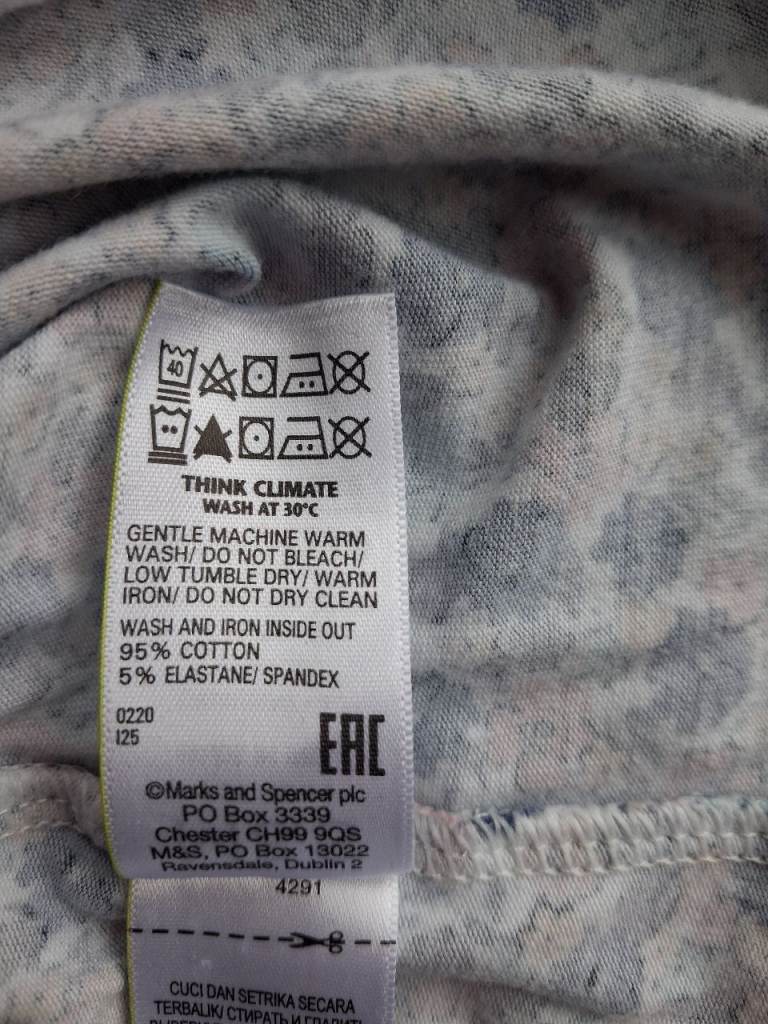 40
THINK CLIMATE
WASH AT 30°C
GENTLE MACHINE WARM
WASH/ DO NOT BLEACH/
LOW TUMBLE DRY/ WARM
IRON/ DO NOT DRY CLEAN
WASH AND IRON INSIDE OUT
95% COTTON
5% ELASTANE/ SPANDEX
0220
125
EAC
©Marks and Spencer plc
PO Box 3339
Chester CH99 9QS
M&S, PO Box 13022
Ravensdale, Dublin 2
4291
CUCI DAN SETRIKA SECARA
TERBALIK/ СТИРАТЬ И ГЛАДИТЬ